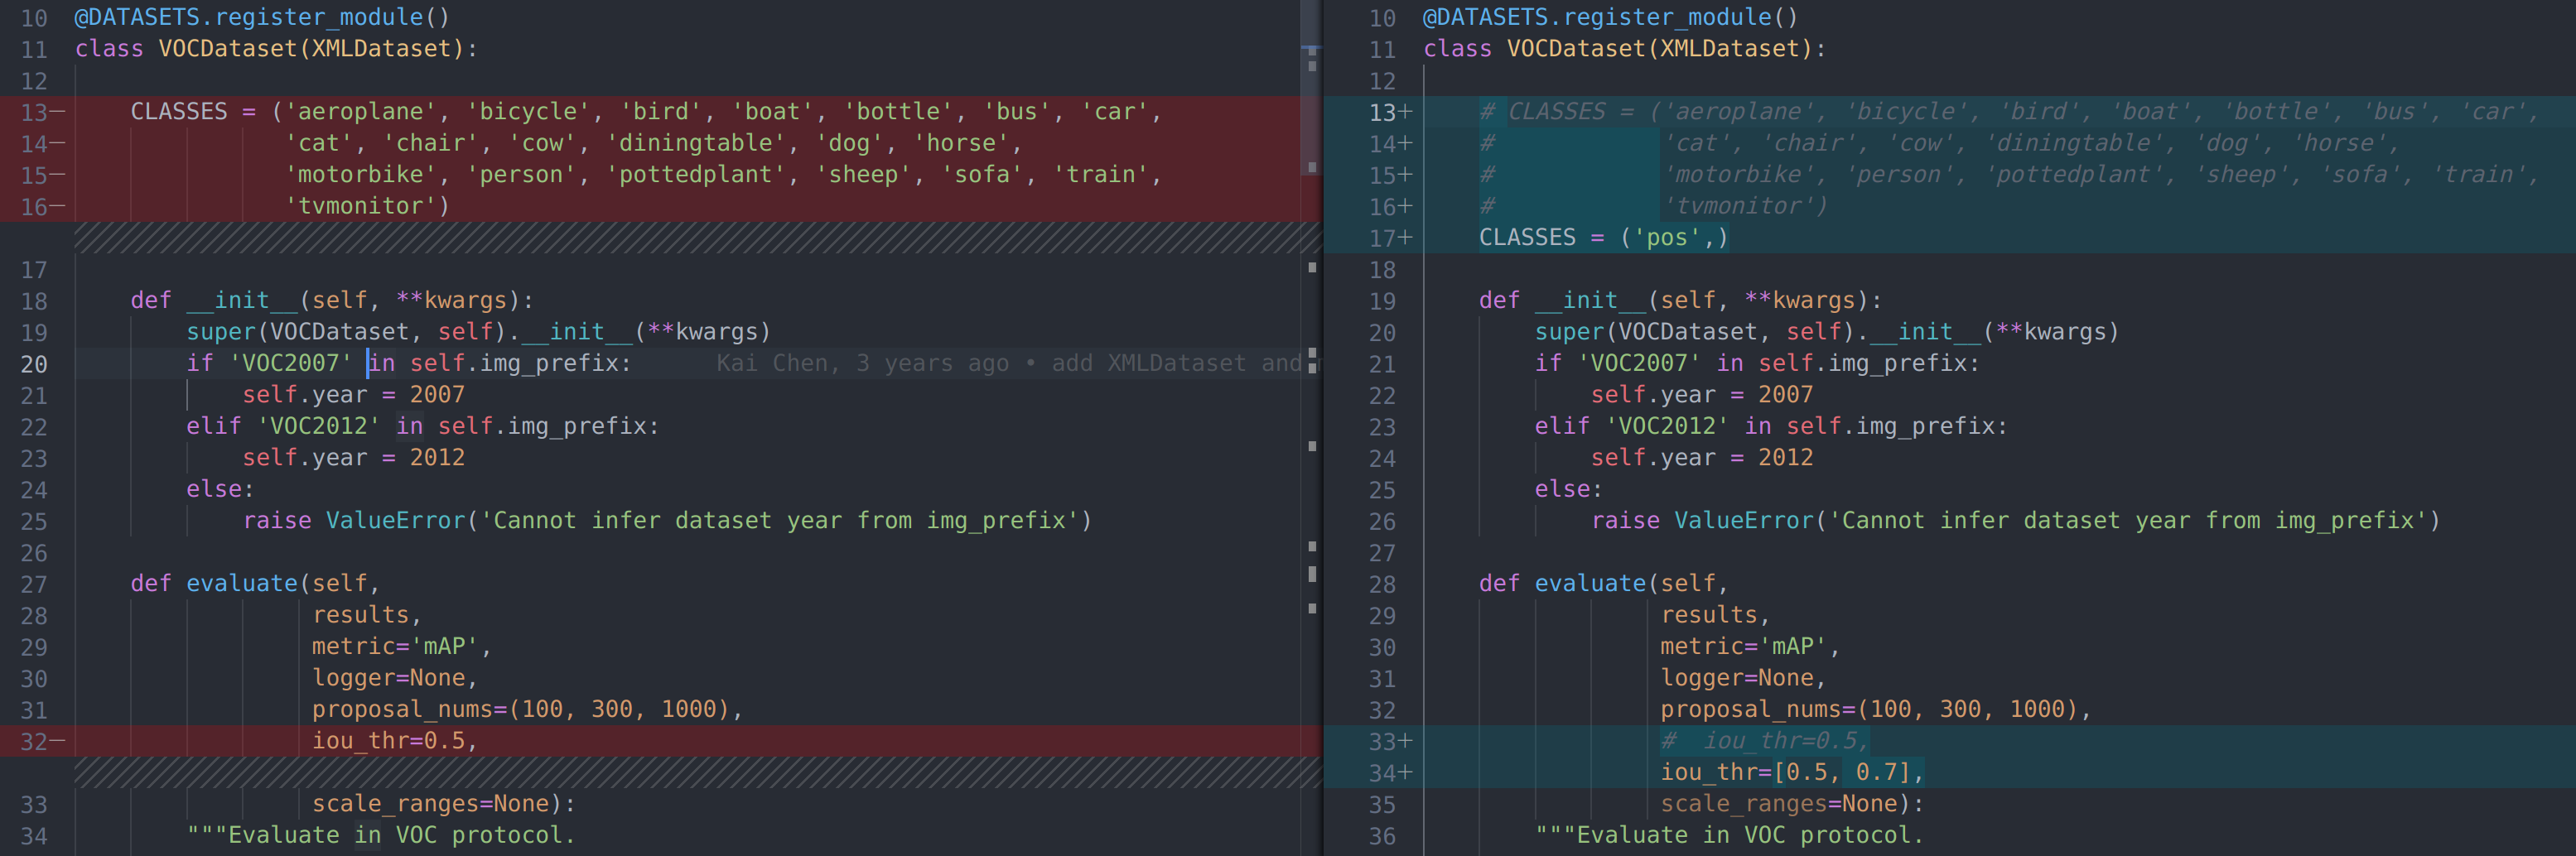 10 @DATASETS.register_module()
11 class VOCDataset(XMLDataset):
12
13— CLASSES = ('aeroplane', 'bicycle', 'bird', 'boat', 'bottle', 'bus', 'car',
14— 'cat', 'chair', 'cow', 'diningtable', 'dog', 'horse',
15— 'motorbike', 'person', 'pottedplant', 'sheep', 'sofa', 'train',
16— 'tvmonitor')
17
18 def __init__(self, **kwargs):
19 super(VOCDataset, self).__init__(**kwargs)
20 if 'VOC2007' in self.img_prefix: Kai Chen, 3 years ago • add XMLDataset and
21 self.year = 2007
22 elif 'VOC2012' in self.img_prefix:
23 self.year = 2012
24 else:
25 raise ValueError('Cannot infer dataset year from img_prefix')
26
27 def evaluate(self,
28 results,
29 metric='mAP',
30 logger=None,
31 proposal_nums=(100, 300, 1000),
32— iou_thr=0.5,
33 scale_ranges=None):
34 """Evaluate in VOC protocol.
10 @DATASETS.register_module()
11 class VOCDataset(XMLDataset):
12
13+ # CLASSES = ('aeroplane', 'bicycle', 'bird', 'boat', 'bottle', 'bus', 'car',
14+ # 'cat', 'chair', 'cow', 'diningtable', 'dog', 'horse',
15+ # 'motorbike', 'person', 'pottedplant', 'sheep', 'sofa', 'train',
16+ # 'tvmonitor')
17+ CLASSES = ('pos',)
18
19 def __init__(self, **kwargs):
20 super(VOCDataset, self).__init__(**kwargs)
21 if 'VOC2007' in self.img_prefix:
22 self.year = 2007
23 elif 'VOC2012' in self.img_prefix:
24 self.year = 2012
25 else:
26 raise ValueError('Cannot infer dataset year from img_prefix')
27
28 def evaluate(self,
29 results,
30 metric='mAP',
31 logger=None,
32 proposal_nums=(100, 300, 1000),
33+ # iou_thr=0.5,
34+ iou_thr=[0.5, 0.7],
35 scale_ranges=None):
36 """Evaluate in VOC protocol.